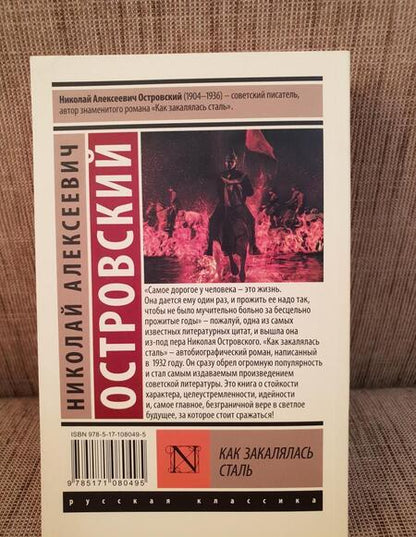 Николай Алексеевич Островский (1904–1936) – советский писатель,
автор знаменитого романа «Как закалялась сталь».
НИКОЛАЙ АЛЕКСЕЕВИЧ
ОСТРОВСКИЙ
«Самое дорогое у человека – это жизнь.
Она дается ему один раз, и прожить ее надо так,
чтобы не было мучительно больно за бесцельно
прожитые годы» – пожалуй, одна из самых
известных литературных цитат, и вышла она
из-под пера Николая Островского. «Как закалялась
сталь» – автобиографический роман, написанный
в 1932 году. Он сразу обрел огромную популярность
и стал самым издаваемым произведением
советской литературы. Это книга о стойкости
характера, целеустремленности, идейности
и, самое главное, безграничной вере в светлое
будущее, за которое стоит сражаться!
ISBN 978-5-17-108049-5
9785171080495
N
КАК ЗАКАЛЯЛАСЬ
СТАЛЬ
русская классика